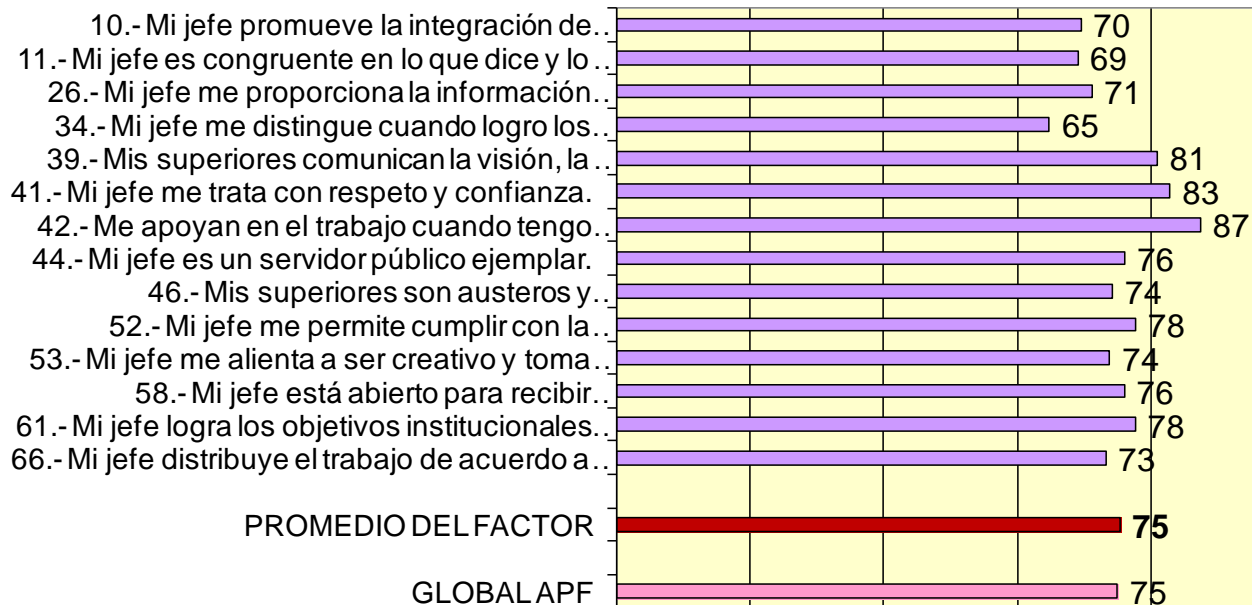 10.- Mi jefe promueve la integración de.. 70
11.- Mi jefe es congruente en lo que dice y lo .. 69
26.- Mi jefe me proporciona la información.. 71
34.- Mi jefe me distingue cuando logro los.. 65
39.- Mis superiores comunican la visión, la .. 81
41.- Mi jefe me trata con respeto y confianza. 83
42.- Me apoyan en el trabajo cuando tengo.. 87
44.- Mi jefe es un servidor público ejemplar. 76
46.- Mis superiores son austeros y.. 74
52.- Mi jefe me permite cumplir con la .. 78
53.- Mi jefe me alienta a ser creativo y toma .. 74
58.- Mi jefe está abierto para recibir.. 76
61.- Mi jefe logra los objetivos institucionales.. 78
66.- Mi jefe distribuye el trabajo de acuerdo a .. 73
PROMEDIO DEL FACTOR 75
GLOBAL APF 75